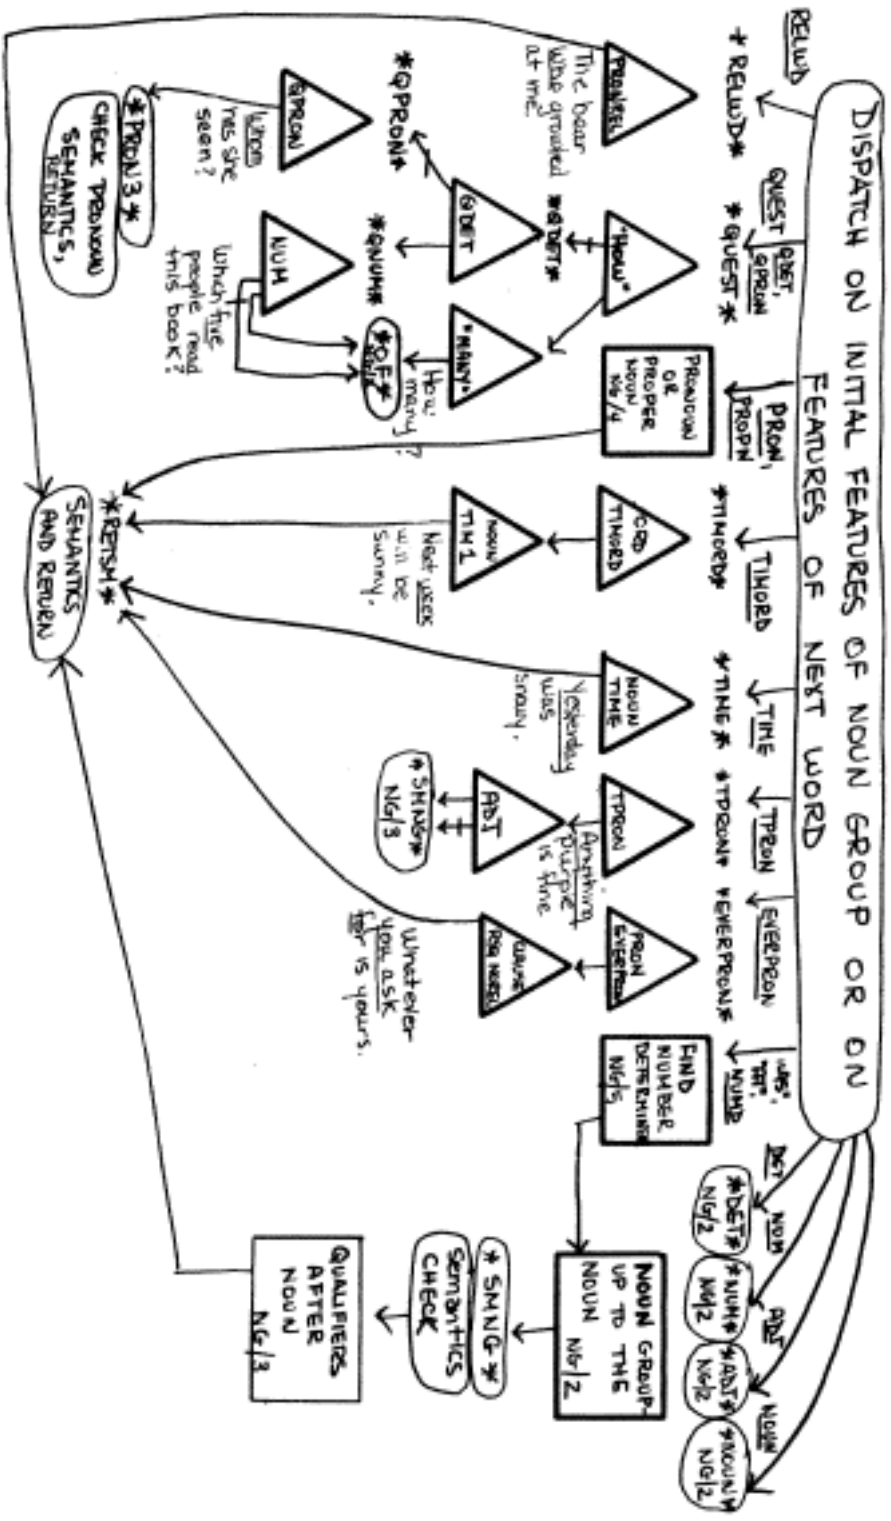 DISPATCH ON INITIAL FEATURES OF NOUN GROUP OR ON
FEATURES OF NEXT WORD
RELWD
*RELWD*
PRONREL
The bear
was growled
at me.
QUEST
QDET,
QPRON
*QUEST*
"HOW"
*QDET*
QDET
*QPRON*
QPRON
Whom
has she
seen?
*PRON3*
CHECK PRONOUN
SEMANTICS,
RETURN
*QNUM*
NUM
Which five
people read
this book?
"MANY"
How
many?
*OF*
PRON,
PROPN
PRONOUN
OR
PROPER
NOUN
NG/4
TIMORD
*TIMORD*
ORD
TIMORD
NOUN
TIM1
Next week
will be
sunny.
TIME
*TIME*
NOUN
TIME
Yesterday
was
snowy.
TPRON
*TPRON*
TPRON
Anything
purple
is fine
ADJ
*SMNG*
NG/3
EVERPRON
*EVERPRON*
PRON
EVERPRON
CLAUSE
RSQ NOREL
Whatever
you ask
for is yours.
"AS",
"AT",
NUMD
FIND
NUMBER
DETERMINER
NG/5
DET
*DET*
NG/2
NUM
*NUM*
NG/2
ADJ
*ADJ*
NG/2
NOUN
*NOUN*
NG/2
NOUN GROUP-
UP TO THE
NOUN NG/2
* SMNG *
Semantics
CHECK
QUALIFIERS
AFTER
NOUN
NG/3
*RETSM*
SEMANTICS
AND RETURN